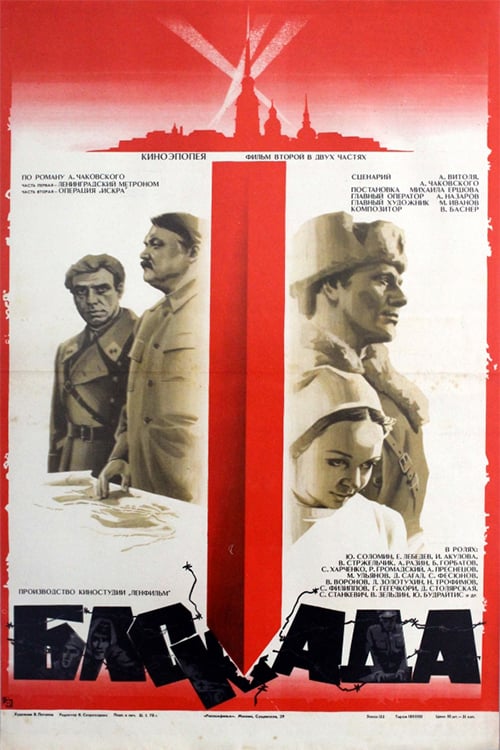 КИНОЭПОПЕЯ
ФИЛЬМ ВТОРОЙ В ДВУХ ЧАСТЯХ
ПО РОМАНУ А. ЧАКОВСКОГО
ЧАСТЬ ПЕРВАЯ-ЛЕНИНГРАДСКИЙ МЕТРОНОМ
ЧАСТЬ ВТОРАЯ-ОПЕРАЦИЯ „ИСКРА“
СЦЕНАРИЙ А. ВИТОЛЯ,
А. ЧАКОВСКОГО
ПОСТАНОВКА МИХАИЛА ЕРШОВА
ГЛАВНЫЙ ОПЕРАТОР А. НАЗАРОВ
ГЛАВНЫЙ ХУДОЖНИК М. ИВАНОВ
КОМПОЗИТОР В. БАСНЕР
В РОЛЯХ:
Ю. СОЛОМИН, Е. ЛЕБЕДЕВ, И. АКУЛОВА,
В. СТРЖЕЛЬЧИК, А. РАЗИН, Б. ГОРБАТОВ,
С. ХАРЧЕНКО, Р. ГРОМАДСКИЙ, А. ПРЕСНЕЦОВ,
М. УЛЬЯНОВ, Д. САГАЛ, С. ФЕСЮНОВ,
В. ВОРОНОВ, Л. ЗОЛОТУХИН, Н. ТРОФИМОВ,
С. ФИЛИППОВ, Г. ГЕГЕЧКОРИ, Д. СТОЛЯРСКАЯ,
С. СТАНКЕВИЧ, В. ЗЕЛЬДИН, Ю. БУДРАЙТИС и др
ПРОИЗВОДСТВО КИНОСТУДИИ „ЛЕНФИЛЬМ“
БЛОКАДА